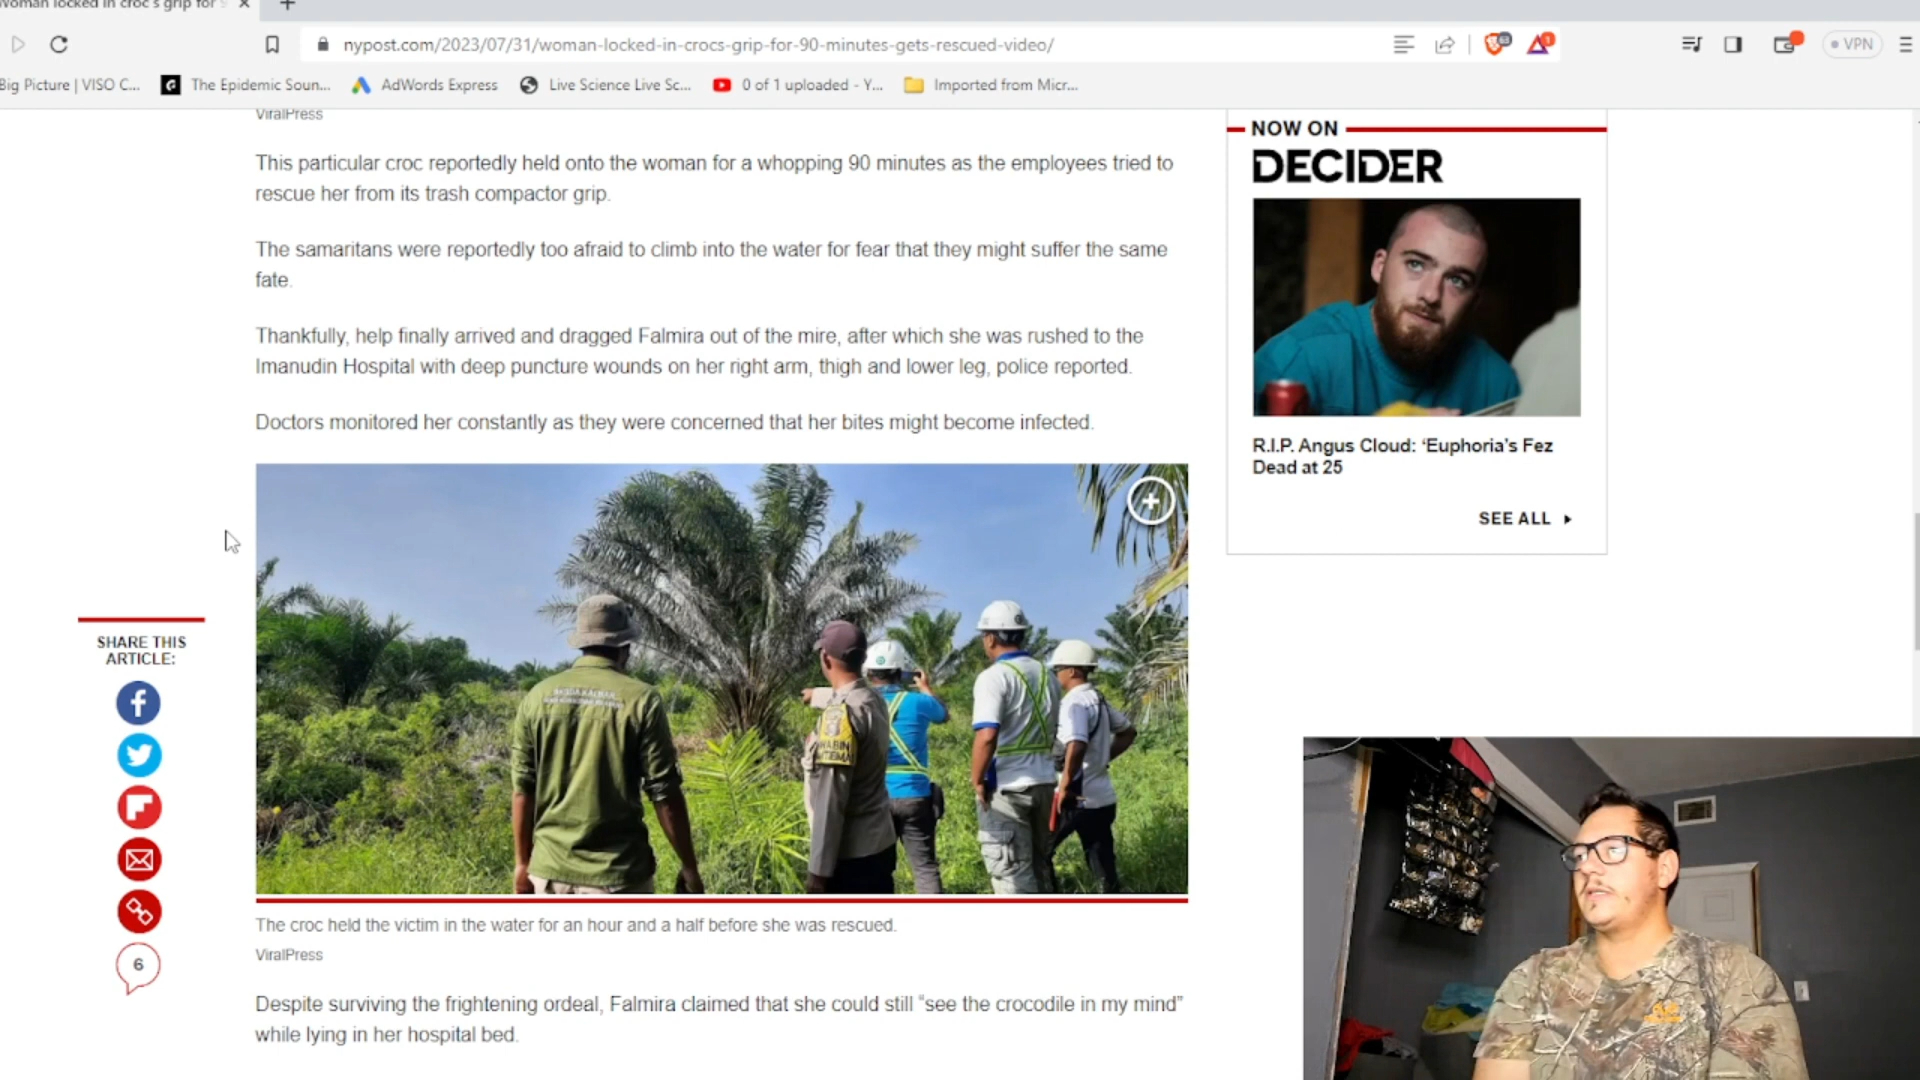 Woman locked in croc's grip for 9
nypost.com/2023/07/31/woman-locked-in-crocs-grip-for-90-minutes-gets-rescued-video/
VPN
Big Picture | VISO C...
The Epidemic Soun...
AdWords Express
Live Science Live Sc...
0 of 1 uploaded - Y...
Imported from Micr...
ViralPress
This particular croc reportedly held onto the woman for a whopping 90 minutes as the employees tried to
rescue her from its trash compactor grip.
The samaritans were reportedly too afraid to climb into the water for fear that they might suffer the same
fate.
Thankfully, help finally arrived and dragged Falmira out of the mire, after which she was rushed to the
Imanudin Hospital with deep puncture wounds on her right arm, thigh and lower leg, police reported.
Doctors monitored her constantly as they were concerned that her bites might become infected.
The croc held the victim in the water for an hour and a half before she was rescued.
ViralPress
Despite surviving the frightening ordeal, Falmira claimed that she could still “see the crocodile in my mind”
while lying in her hospital bed.
SHARE THIS
ARTICLE:
6
NOW ON
DECIDER
R.I.P. Angus Cloud: ‘Euphoria’s Fez
Dead at 25
SEE ALL